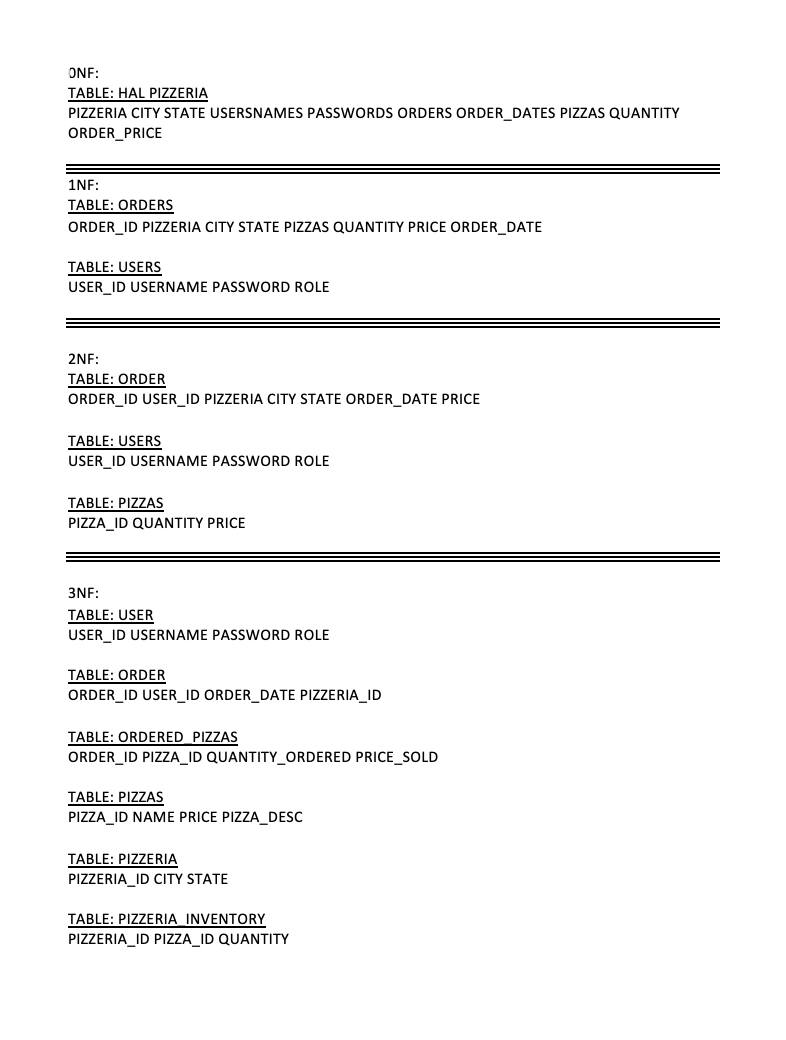 0NF:
TABLE: HAL PIZZERIA
PIZZERIA CITY STATE USERSNAMES PASSWORDS ORDERS ORDER_DATES PIZZAS QUANTITY
ORDER_PRICE
1NF:
TABLE: ORDERS
ORDER_ID PIZZERIA CITY STATE PIZZAS QUANTITY PRICE ORDER_DATE
TABLE: USERS
USER_ID USERNAME PASSWORD ROLE
2NF:
TABLE: ORDER
ORDER_ID USER_ID PIZZERIA CITY STATE ORDER_DATE PRICE
TABLE: USERS
USER_ID USERNAME PASSWORD ROLE
TABLE: PIZZAS
PIZZA_ID QUANTITY PRICE
3NF:
TABLE: USER
USER_ID USERNAME PASSWORD ROLE
TABLE: ORDER
ORDER_ID USER_ID ORDER_DATE PIZZERIA_ID
TABLE: ORDERED_PIZZAS
ORDER_ID PIZZA_ID QUANTITY_ORDERED PRICE_SOLD
TABLE: PIZZAS
PIZZA_ID NAME PRICE PIZZA_DESC
TABLE: PIZZERIA
PIZZERIA_ID CITY STATE
TABLE: PIZZERIA_INVENTORY
PIZZERIA_ID PIZZA_ID QUANTITY